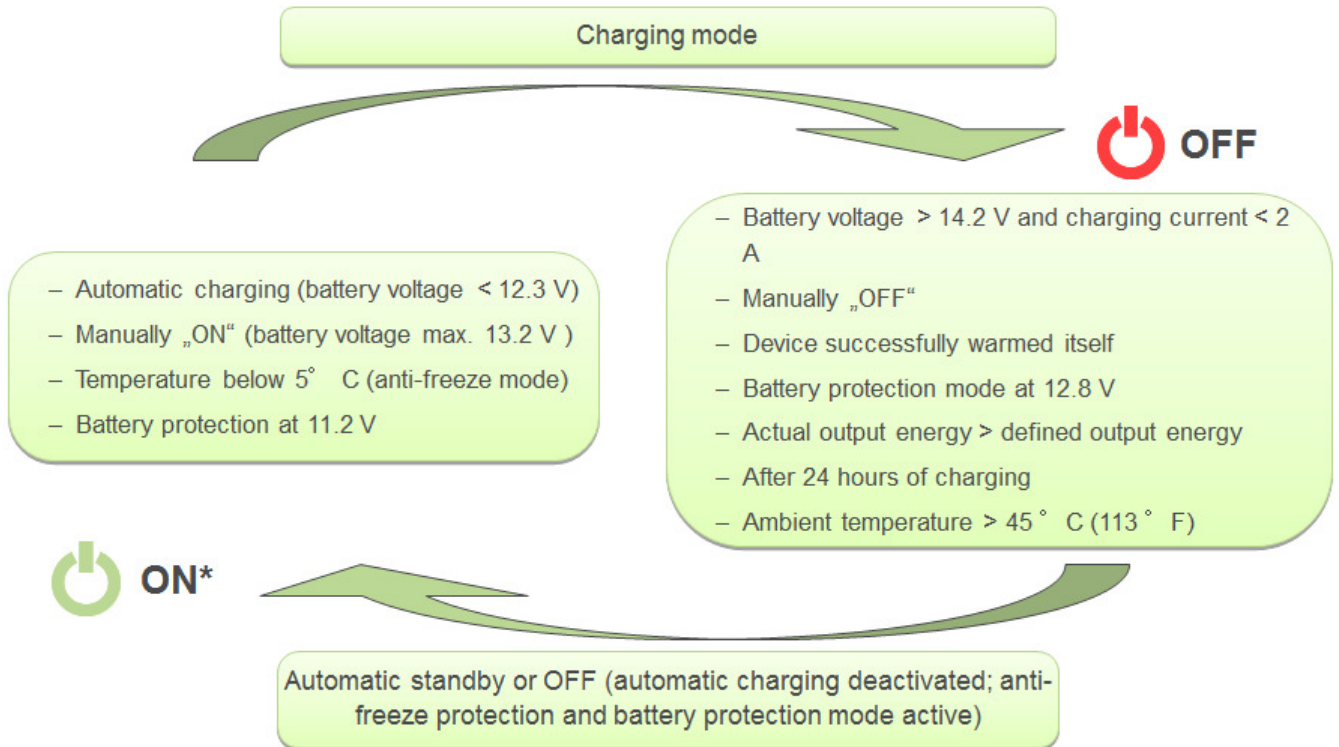 Charging mode
OFF
– Battery voltage > 14.2 V and charging current < 2
A
– Manually „OFF“
– Device successfully warmed itself
– Battery protection mode at 12.8 V
– Actual output energy > defined output energy
– After 24 hours of charging
– Ambient temperature > 45 ° C (113 ° F)
– Automatic charging (battery voltage < 12.3 V)
– Manually „ON“ (battery voltage max. 13.2 V )
– Temperature below 5° C (anti-freeze mode)
– Battery protection at 11.2 V
ON*
Automatic standby or OFF (automatic charging deactivated; anti-
freeze protection and battery protection mode active)